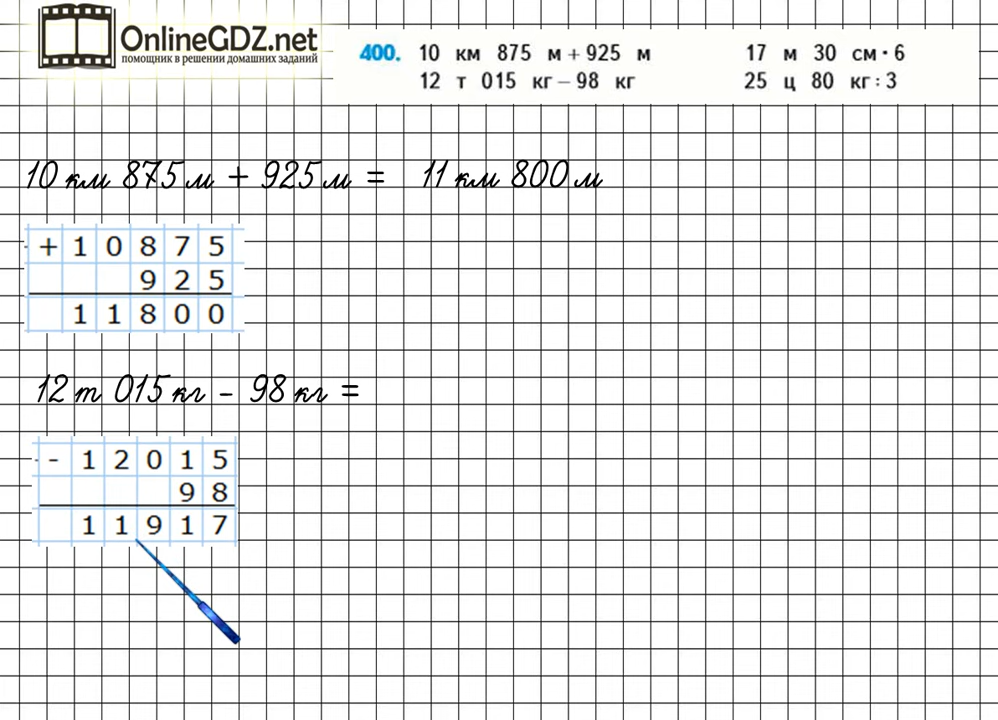 OnlineGDZ.net
помощник в решении домашних заданий
400. 10 км 875 м + 925 м 17 м 30 см · 6
12 т 015 кг – 98 кг 25 ц 80 кг : 3
10 км 875 м + 925 м = 11 км 800 м
+ 1 0 8 7 5
9 2 5
1 1 8 0 0
12 т 015 кг - 98 кг =
- 1 2 0 1 5
9 8
1 1 9 1 7